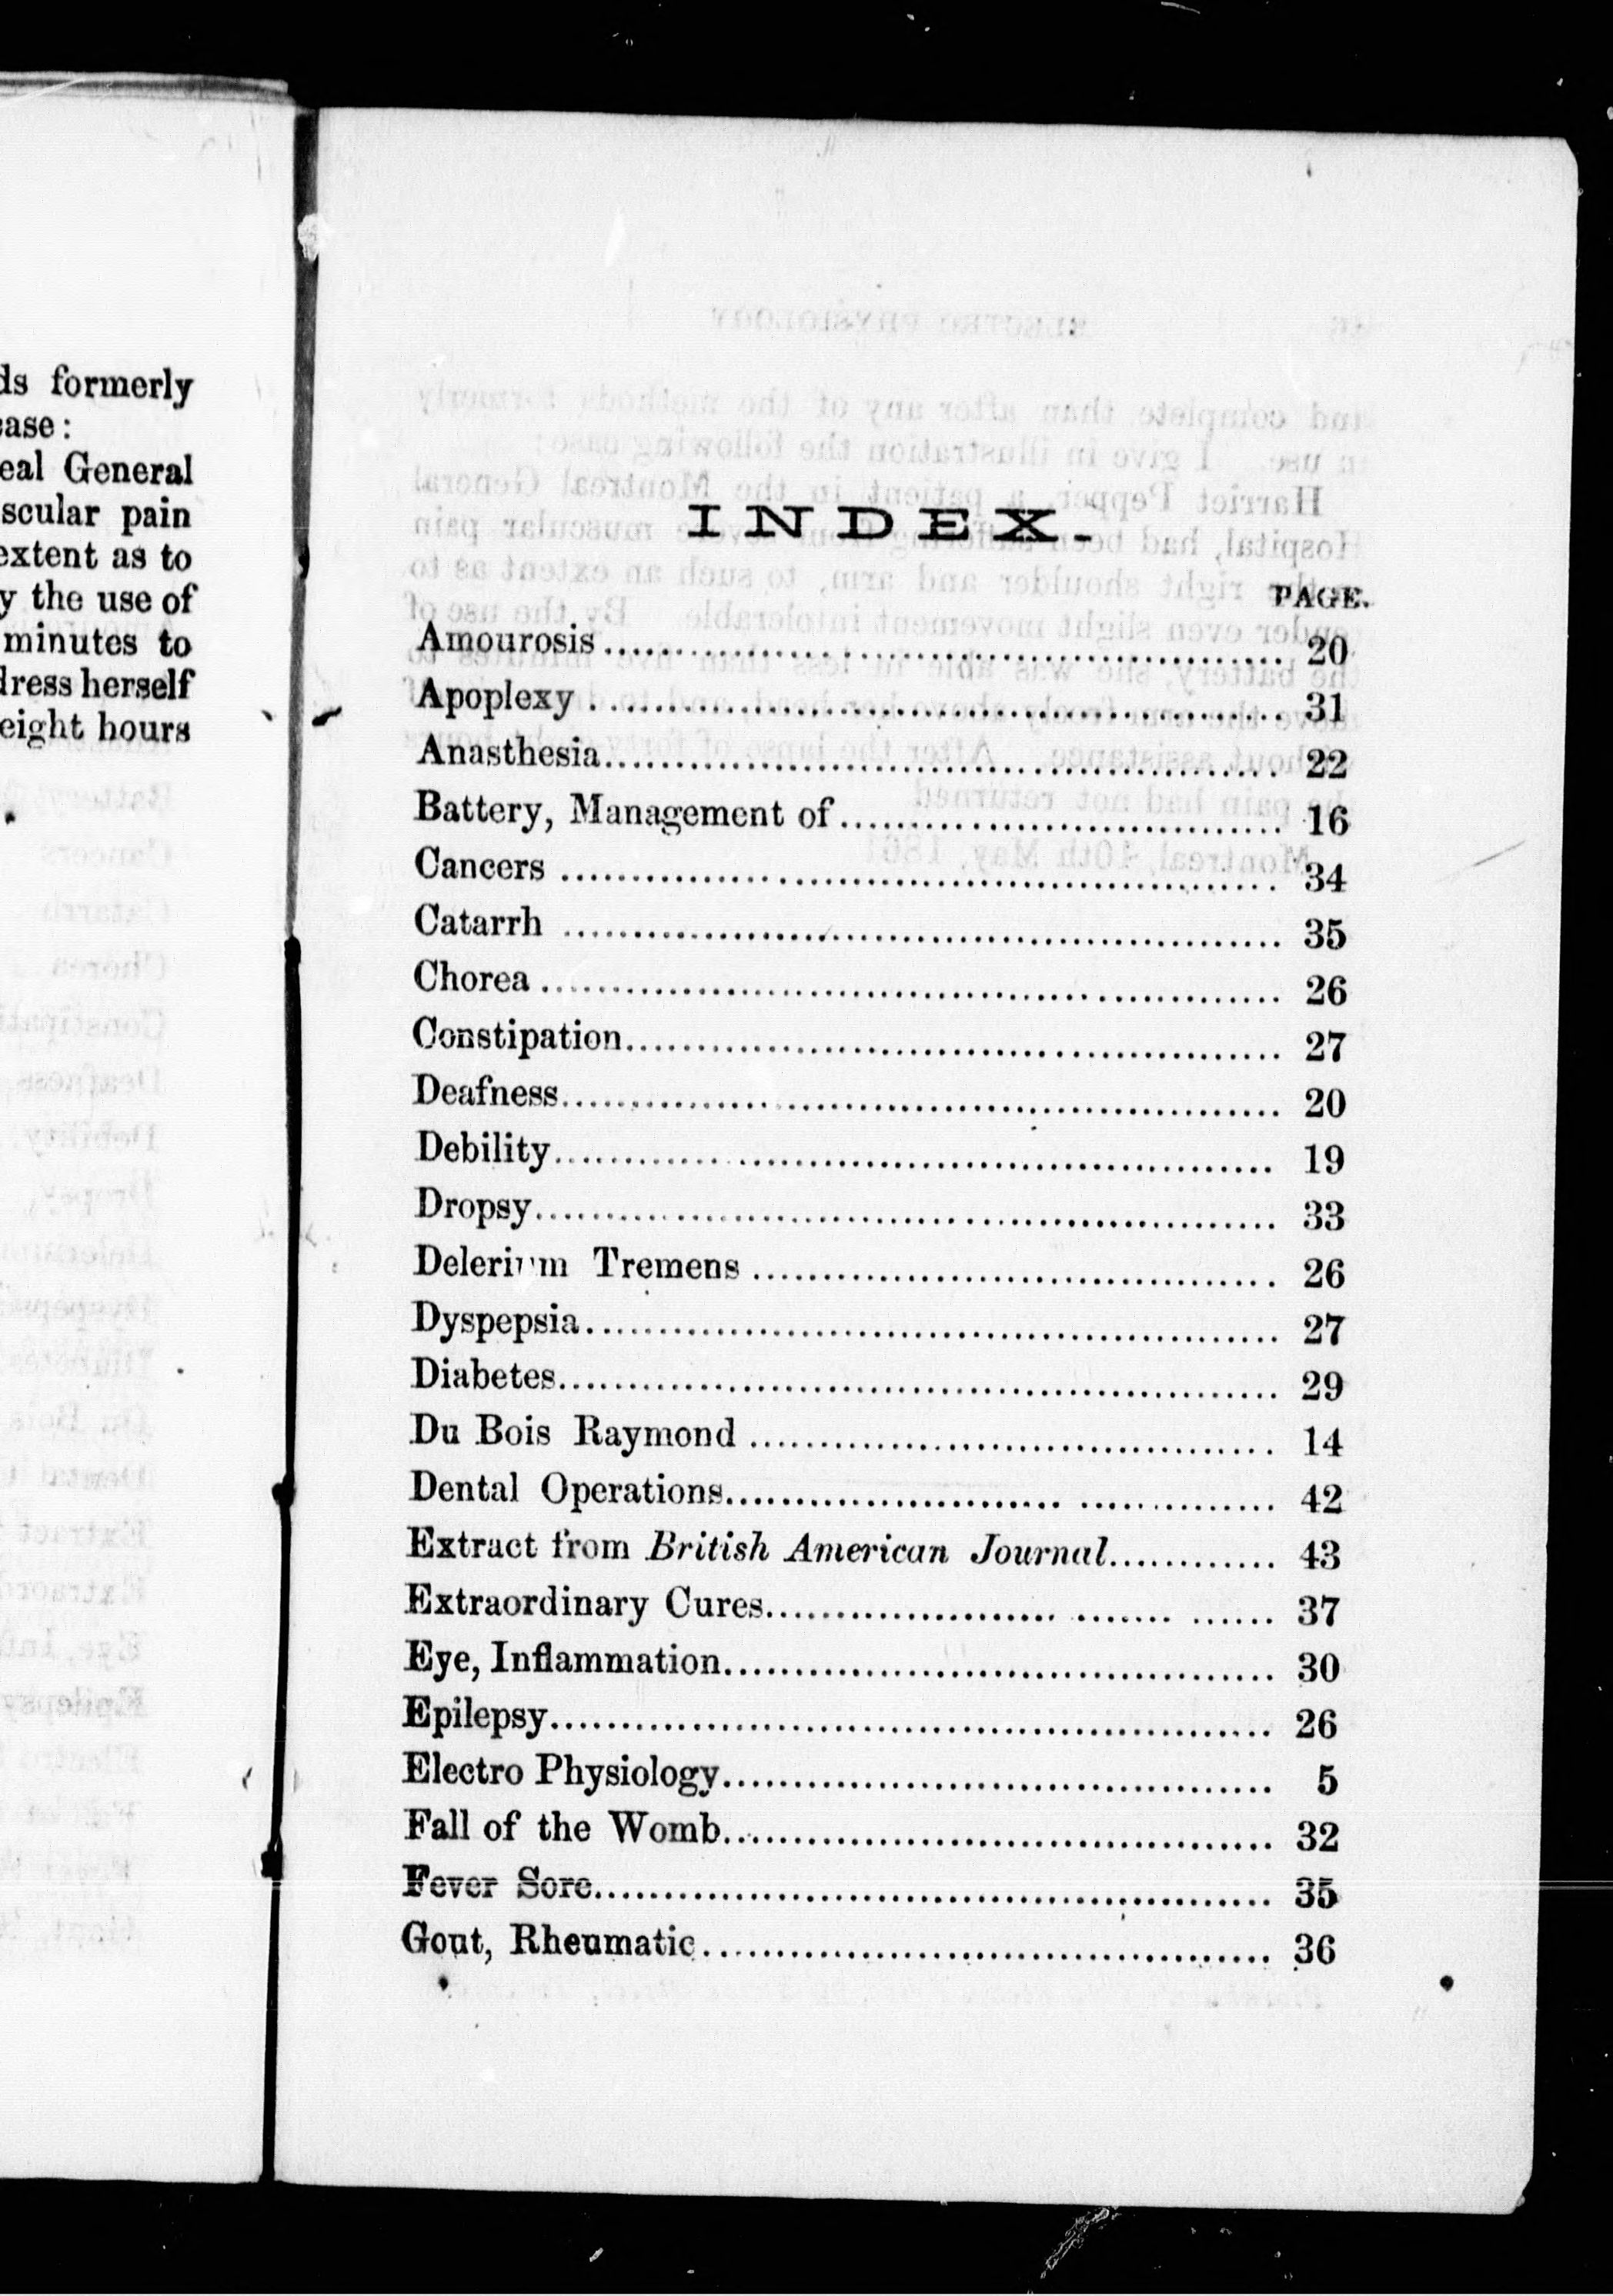 ds formerly
ease:
eal General
scular pain
extent as to
y the use of
minutes to
dress herself
eight hours
INDEX.
PAGE.
Amourosis........................................ 20
Apoplexy ........................................ 31
Anasthesia........................................ 22
Battery, Management of........................................ 16
Cancers ........................................ 34
Catarrh ........................................ 35
Chorea ........................................ 26
Constipation........................................ 27
Deafness........................................ 20
Debility........................................ 19
Dropsy........................................ 33
Delerium Tremens ........................................ 26
Dyspepsia........................................ 27
Diabetes........................................ 29
Du Bois Raymond ........................................ 14
Dental Operations........................................ 42
Extract from British American Journal............ 43
Extraordinary Cures........................................ 37
Eye, Inflammation........................................ 30
Epilepsy........................................ 26
Electro Physiology........................................ 5
Fall of the Womb........................................ 32
Fever Sore........................................ 35
Gout, Rheumatic........................................ 36